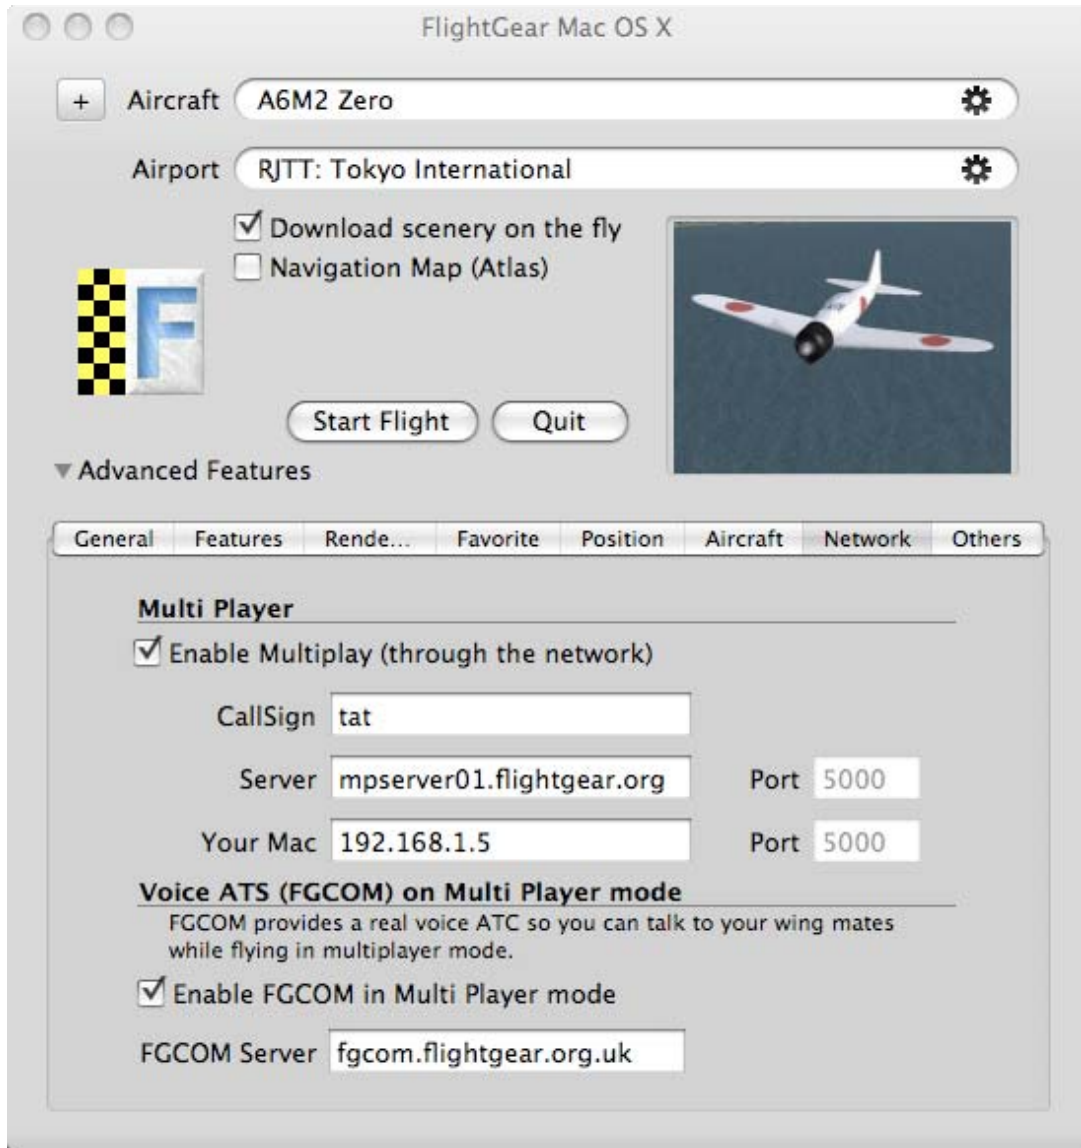 FlightGear Mac OS X
+ Aircraft A6M2 Zero
Airport RJTT: Tokyo International
Download scenery on the fly
Navigation Map (Atlas)
F
Start Flight Quit
Advanced Features
General Features Rende... Favorite Position Aircraft Network Others
Multi Player
Enable Multiplay (through the network)
CallSign tat
Server mpserver01.flightgear.org Port 5000
Your Mac 192.168.1.5 Port 5000
Voice ATS (FGCOM) on Multi Player mode
FGCOM provides a real voice ATC so you can talk to your wing mates
while flying in multiplayer mode.
Enable FGCOM in Multi Player mode
FGCOM Server fgcom.flightgear.org.uk